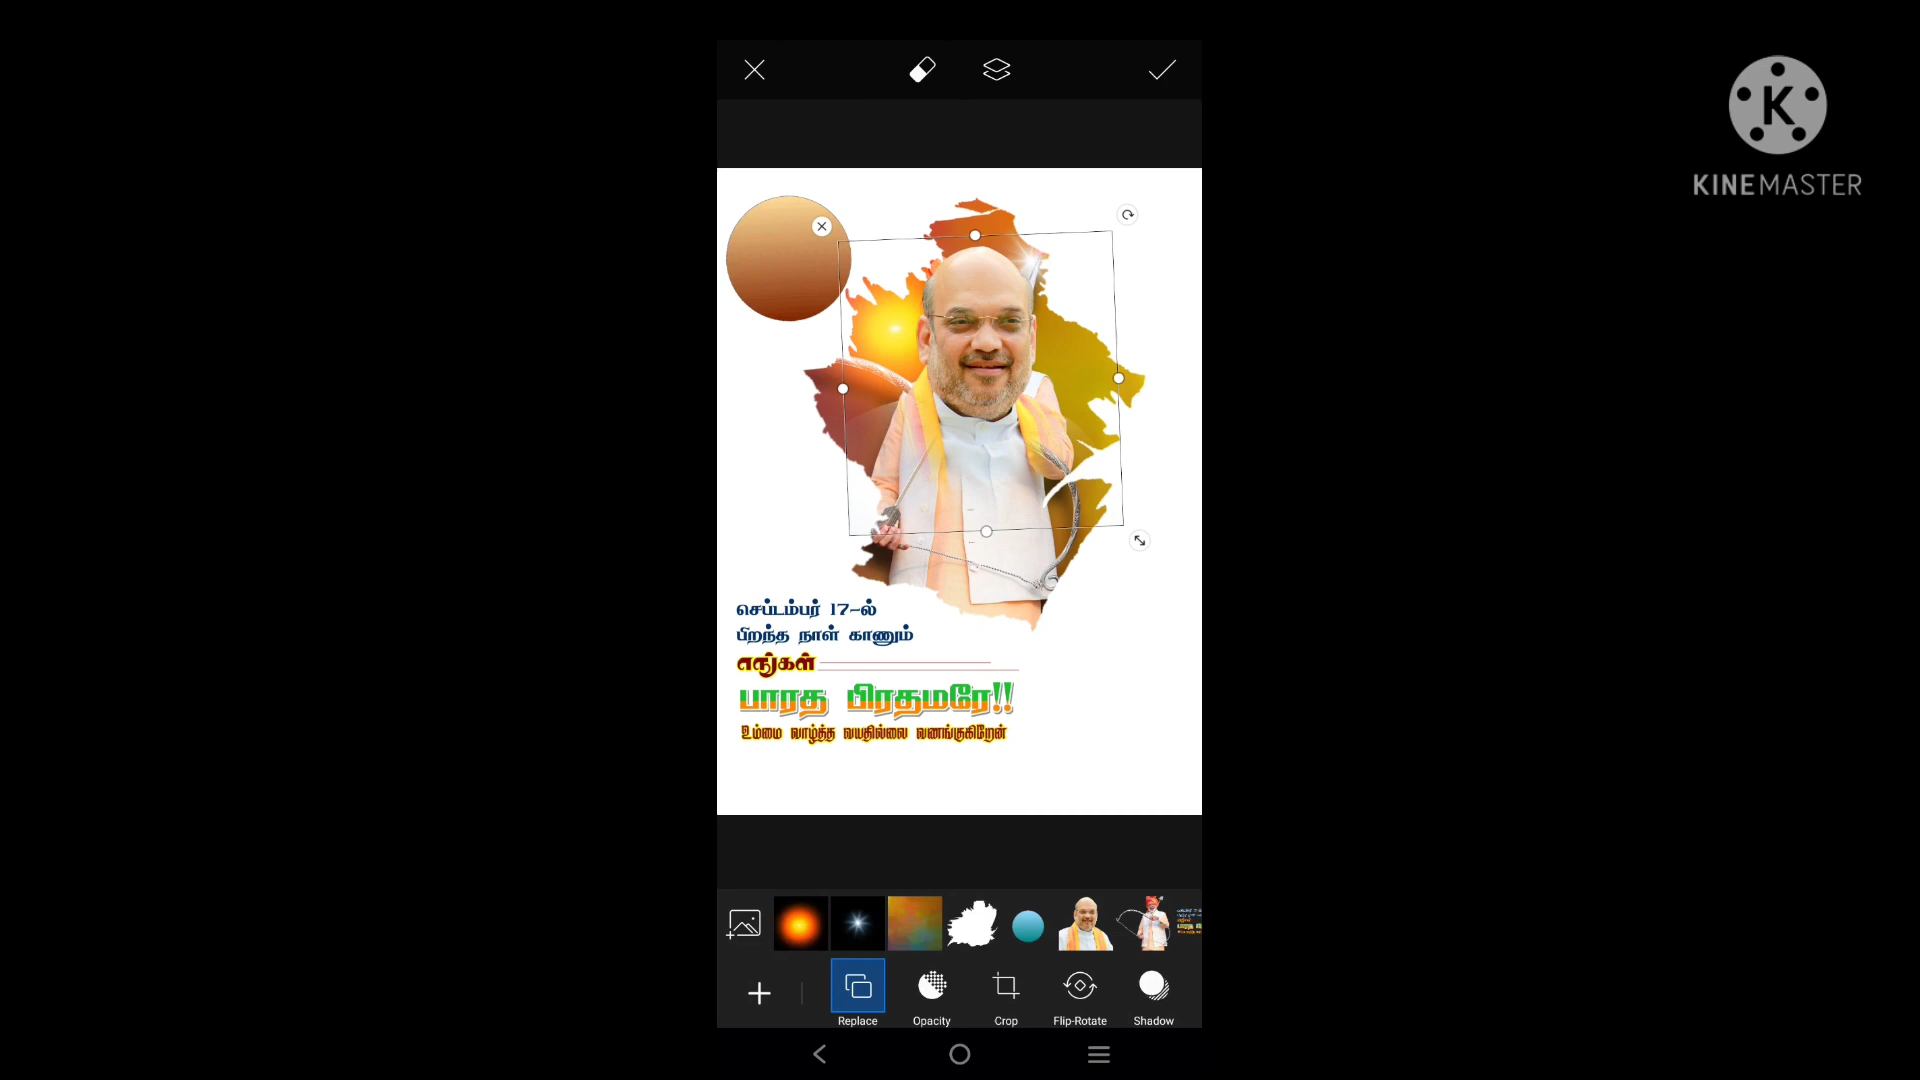 KINEMASTER
செப்டம்பர் 17-ல்
பிறந்த நாள் காணும்
எங்கள்
பாரத பிரதமரே!!
உம்மை வாழ்த்த வயதில்லை வணங்குகிறேன்
Replace
Opacity
Crop
Flip-Rotate
Shadow